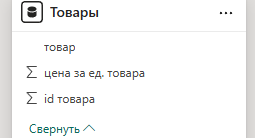 Товары
товар
цена за ед. товара
id товара
Свернуть